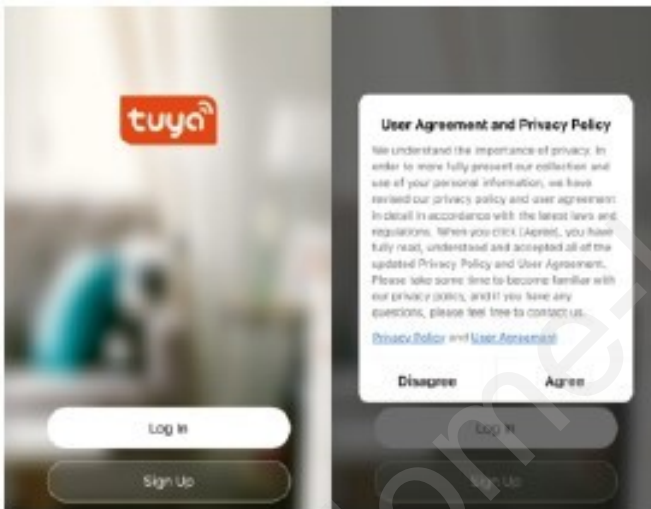 tuya
Log In
Sign Up
User Agreement and Privacy Policy
We understand the importance of privacy. In
order to more fully present our collection and
use of your personal information, we have
revised our privacy policy and user agreement
in detail in accordance with the latest laws and
regulations. When you click [Agree], you have
fully read, understood and accepted all of the
updated Privacy Policy and User Agreement.
Please take some time to become familiar with
our privacy policy, and if you have any
questions, please feel free to contact us.
Privacy Policy and User Agreement
Disagree
Agree
Log In
Sign Up